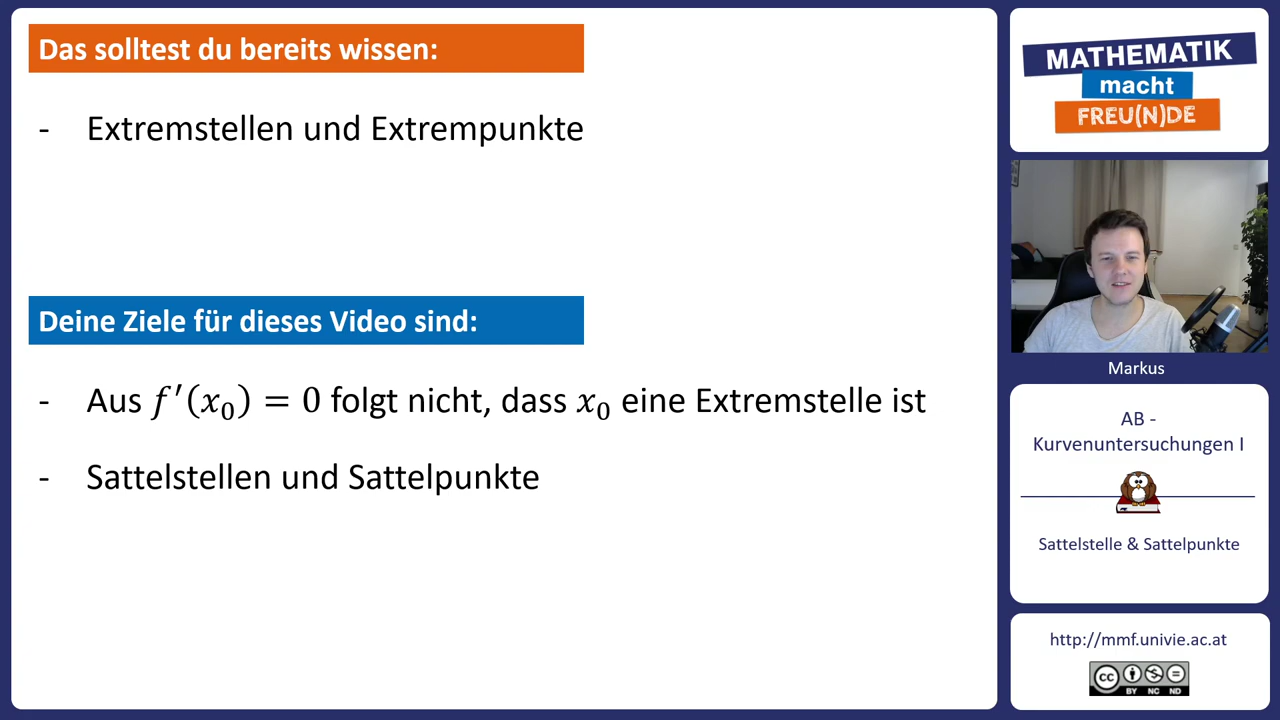 Das solltest du bereits wissen:
- Extremstellen und Extrempunkte
Deine Ziele für dieses Video sind:
- Aus f′(x₀) = 0 folgt nicht, dass x₀ eine Extremstelle ist
- Sattelstellen und Sattelpunkte
MATHEMATIK
macht
FREU(N)DE
Markus
AB -
Kurvenuntersuchungen I
Sattelstelle & Sattelpunkte
http://mmf.univie.ac.at
cc
BY NC ND